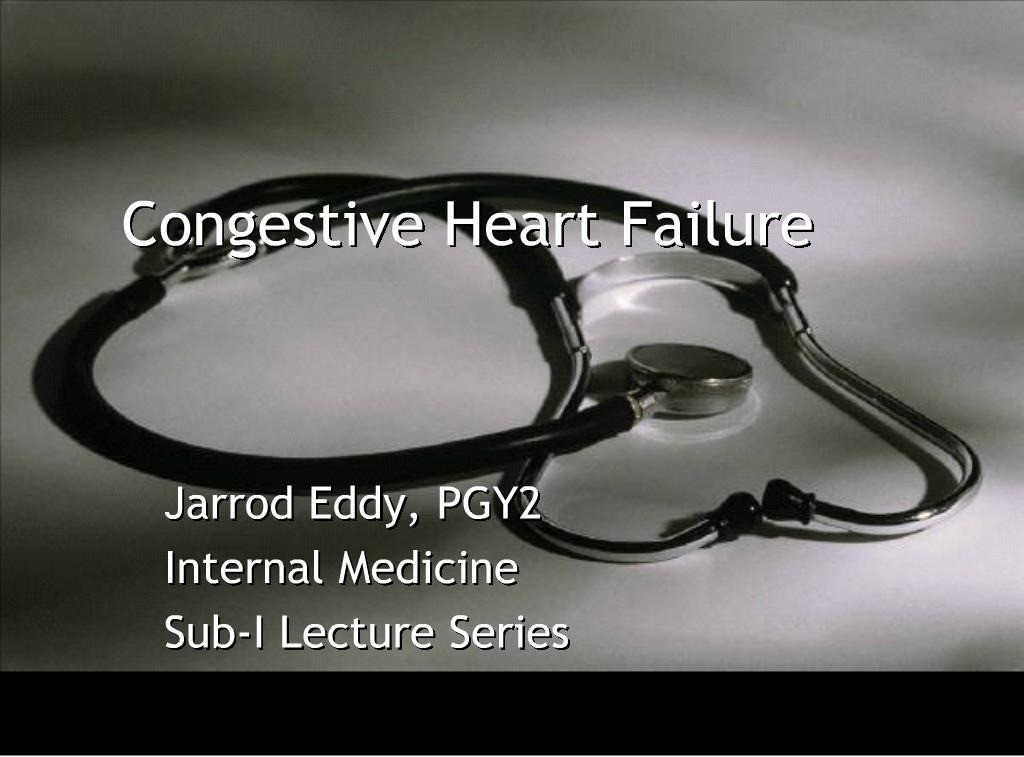 Congestive Heart Failure
Jarrod Eddy, PGY2
Internal Medicine
Sub-I Lecture Series